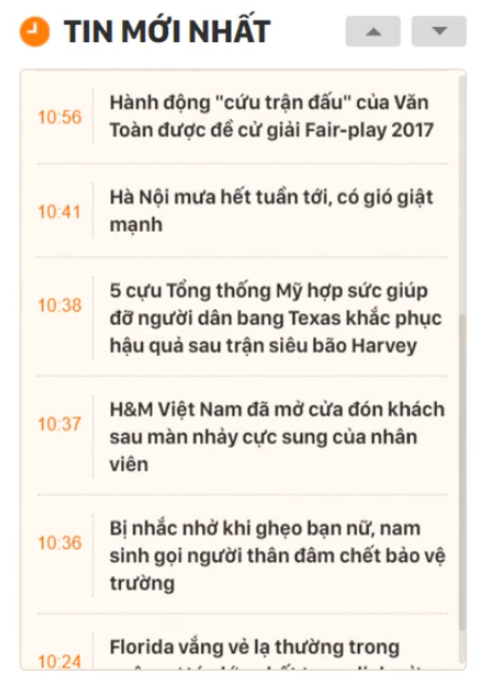 TIN MỚI NHẤT
10:56
Hành động "cứu trận đấu" của Văn
Toàn được đề cử giải Fair-play 2017
10:41
Hà Nội mưa hết tuần tới, có gió giật
mạnh
10:38
5 cựu Tổng thống Mỹ hợp sức giúp
đỡ người dân bang Texas khắc phục
hậu quả sau trận siêu bão Harvey
10:37
H&M Việt Nam đã mở cửa đón khách
sau màn nhảy cực sung của nhân
viên
10:36
Bị nhắc nhở khi ghẹo bạn nữ, nam
sinh gọi người thân đâm chết bảo vệ
trường
10:24
Florida vắng vẻ lạ thường trong